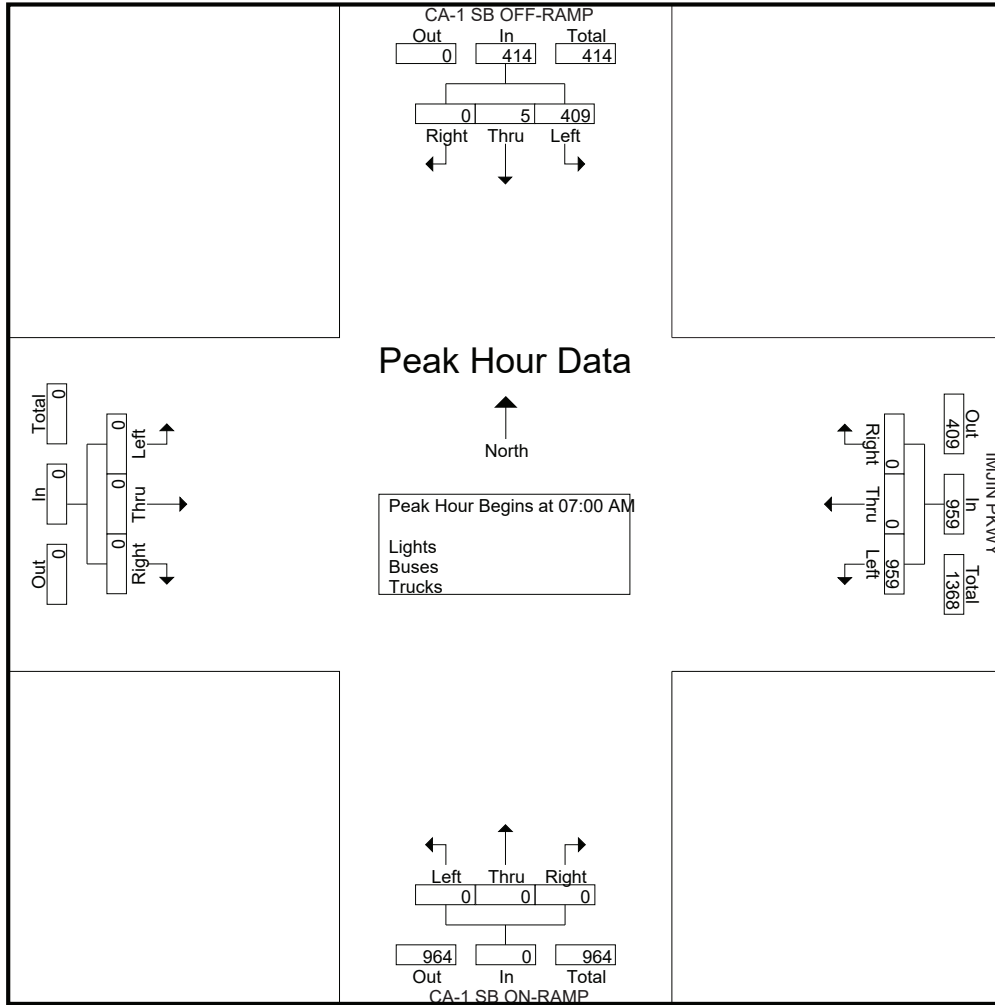 CA-1 SB OFF-RAMP
Out In Total
0 414 414
0 5 409
Right Thru Left
Peak Hour Data
North
Peak Hour Begins at 07:00 AM
Lights
Buses
Trucks
Total In Out
0 0 0
0 0 0
Left Thru Right
IMJIN PKWY
Out In Total
409 959 1368
0 0 959
Right Thru Left
Left Thru Right
0 0 0
964 0 964
Out In Total
CA-1 SB ON-RAMP